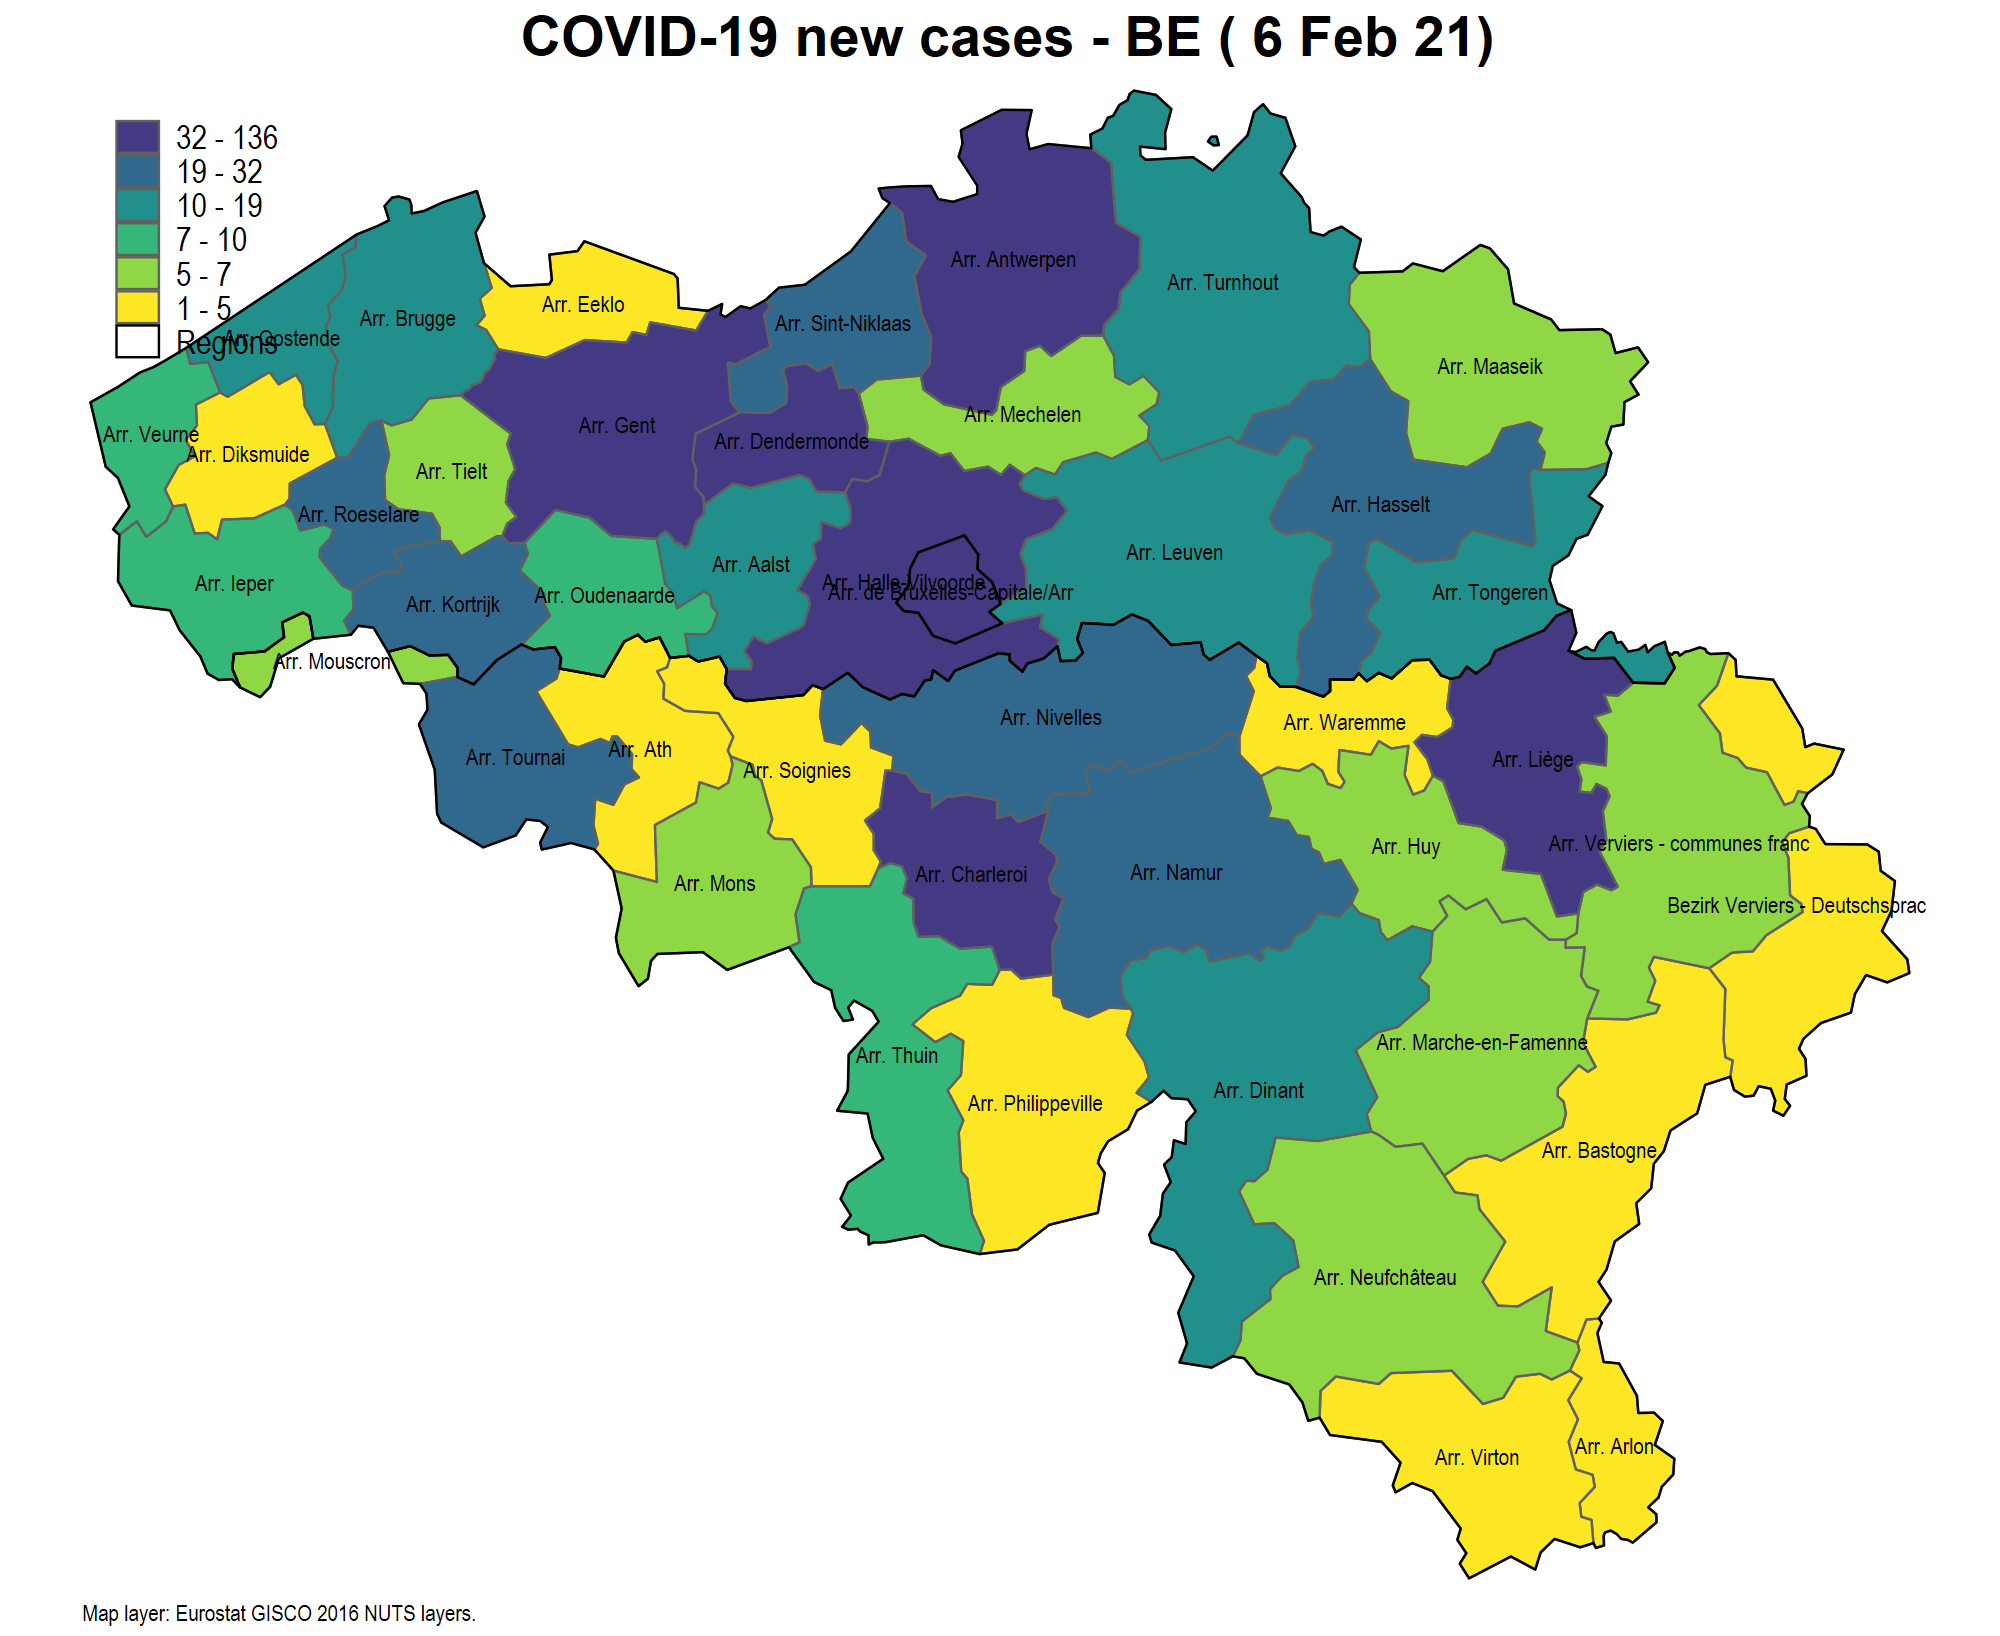 COVID-19 new cases - BE ( 6 Feb 21)
32 - 136
19 - 32
10 - 19
7 - 10
5 - 7
1 - 5
Regions
Arr. Antwerpen
Arr. Turnhout
Arr. Eeklo
Arr. Brugge
Arr. Sint-Niklaas
Arr. Oostende
Arr. Maaseik
Arr. Mechelen
Arr. Gent
Arr. Veurne
Arr. Dendermonde
Arr. Diksmuide
Arr. Tielt
Arr. Hasselt
Arr. Roeselare
Arr. Leuven
Arr. Aalst
Arr. Ieper
Arr. Halle-Vilvoorde
Arr. de Bruxelles-Capitale/Arr
Arr. Tongeren
Arr. Oudenaarde
Arr. Kortrijk
Arr. Mouscron
Arr. Nivelles
Arr. Waremme
Arr. Ath
Arr. Tournai
Arr. Liège
Arr. Soignies
Arr. Verviers - communes franc
Arr. Huy
Arr. Namur
Arr. Charleroi
Arr. Mons
Bezirk Verviers - Deutschsprac
Arr. Marche-en-Famenne
Arr. Thuin
Arr. Dinant
Arr. Philippeville
Arr. Bastogne
Arr. Neufchâteau
Arr. Arlon
Arr. Virton
Map layer: Eurostat GISCO 2016 NUTS layers.